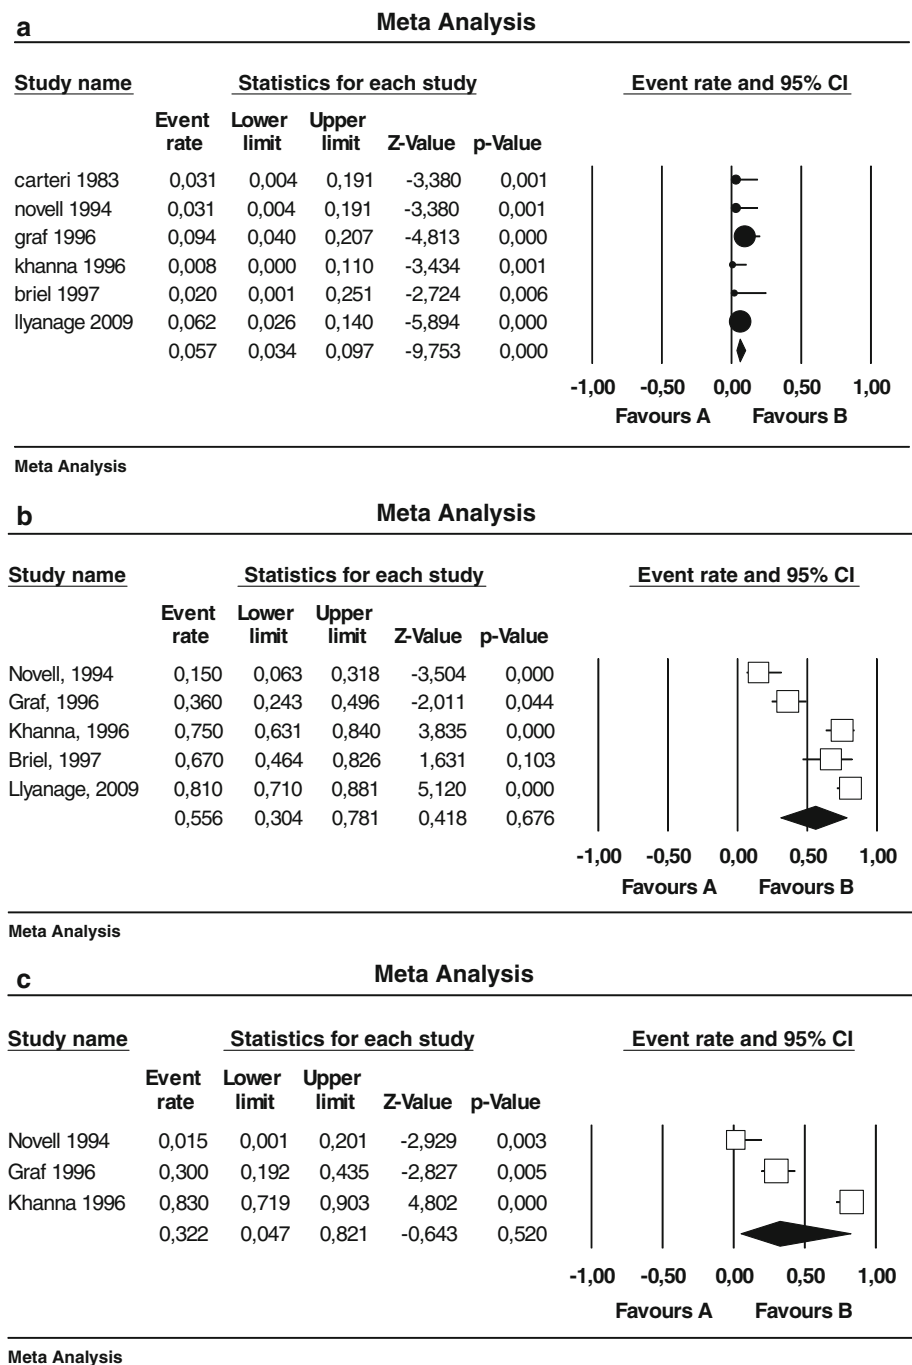 a Meta Analysis
Study name Statistics for each study Event rate and 95% CI
Event Lower Upper
rate limit limit Z-Value p-Value
carteri 1983 0,031 0,004 0,191 -3,380 0,001
novell 1994 0,031 0,004 0,191 -3,380 0,001
graf 1996 0,094 0,040 0,207 -4,813 0,000
khanna 1996 0,008 0,000 0,110 -3,434 0,001
briel 1997 0,020 0,001 0,251 -2,724 0,006
llyanage 2009 0,062 0,026 0,140 -5,894 0,000
0,057 0,034 0,097 -9,753 0,000
-1,00 -0,50 0,00 0,50 1,00
Favours A Favours B
Meta Analysis
b Meta Analysis
Study name Statistics for each study Event rate and 95% CI
Event Lower Upper
rate limit limit Z-Value p-Value
Novell, 1994 0,150 0,063 0,318 -3,504 0,000
Graf, 1996 0,360 0,243 0,496 -2,011 0,044
Khanna, 1996 0,750 0,631 0,840 3,835 0,000
Briel, 1997 0,670 0,464 0,826 1,631 0,103
Llyanage, 2009 0,810 0,710 0,881 5,120 0,000
0,556 0,304 0,781 0,418 0,676
-1,00 -0,50 0,00 0,50 1,00
Favours A Favours B
Meta Analysis
c Meta Analysis
Study name Statistics for each study Event rate and 95% CI
Event Lower Upper
rate limit limit Z-Value p-Value
Novell 1994 0,015 0,001 0,201 -2,929 0,003
Graf 1996 0,300 0,192 0,435 -2,827 0,005
Khanna 1996 0,830 0,719 0,903 4,802 0,000
0,322 0,047 0,821 -0,643 0,520
-1,00 -0,50 0,00 0,50 1,00
Favours A Favours B
Meta Analysis